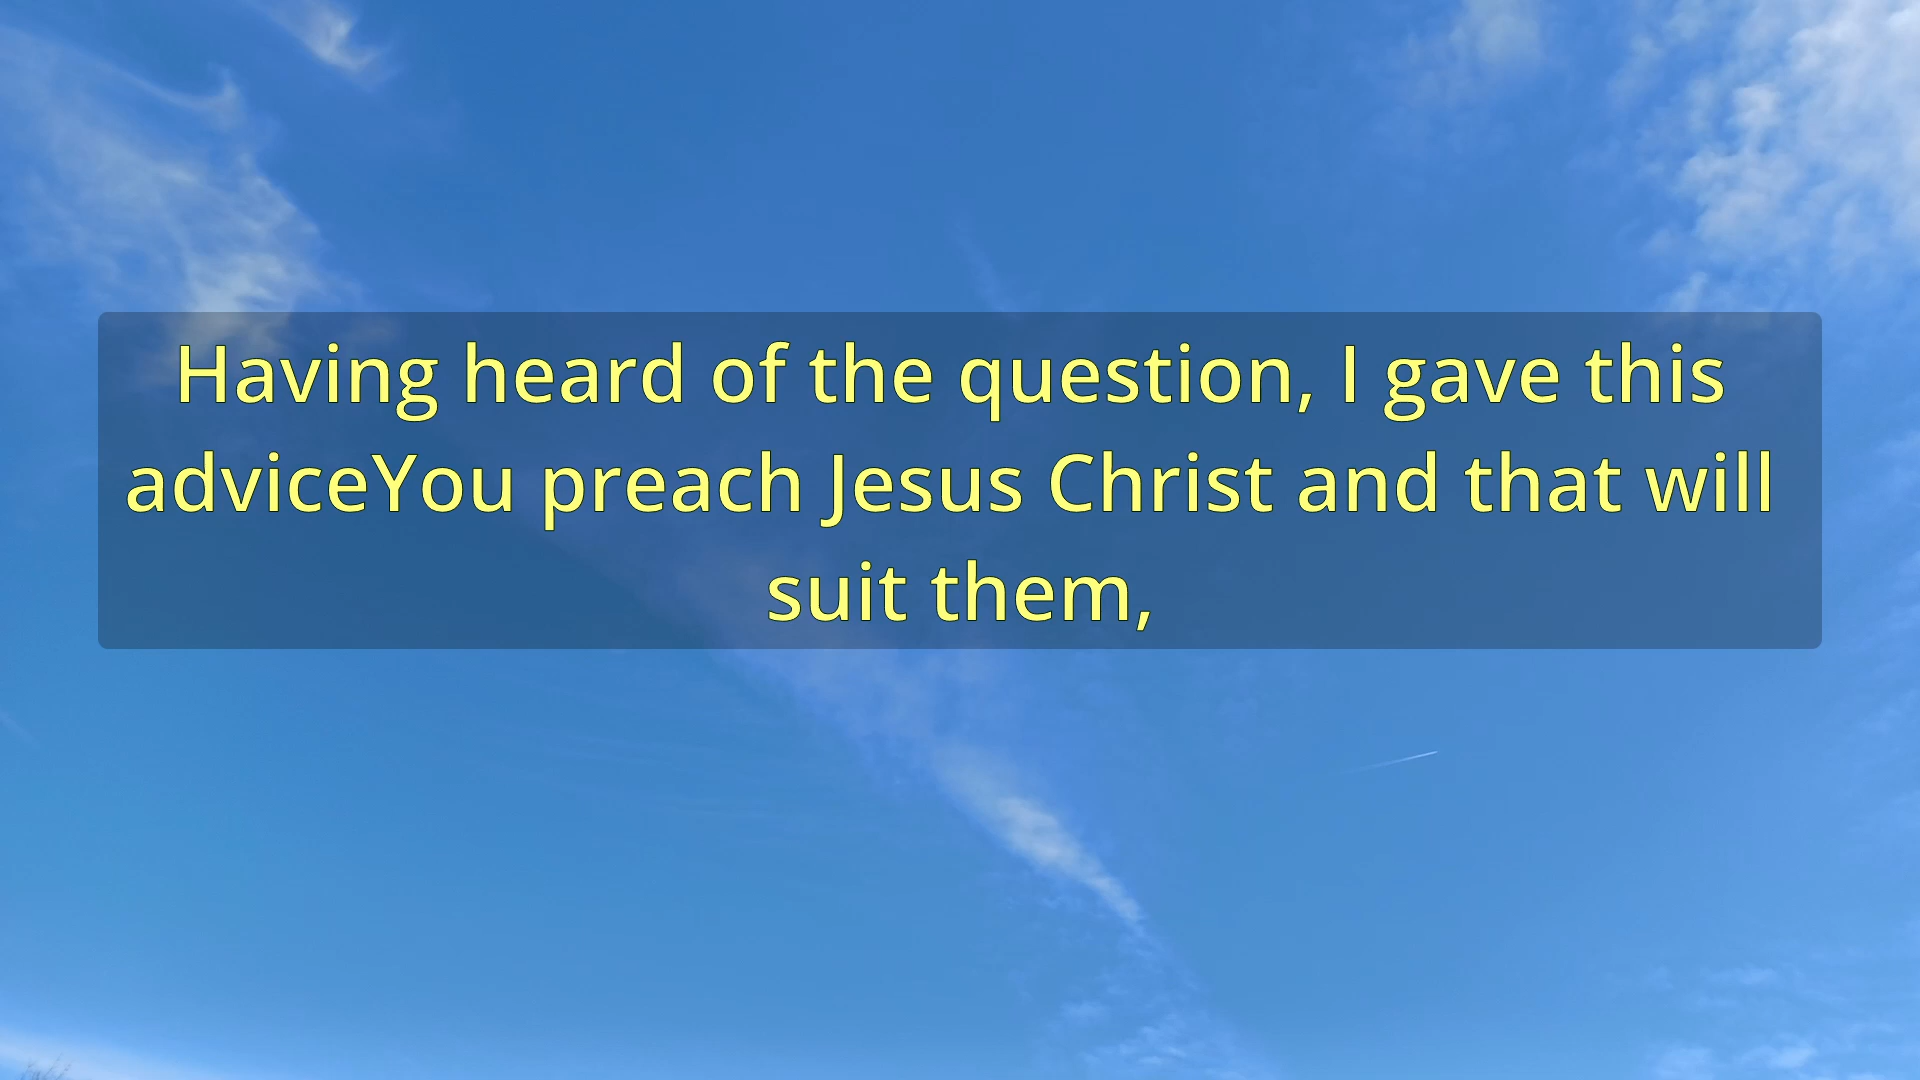 Having heard of the question, I gave this
adviceYou preach Jesus Christ and that will
suit them,